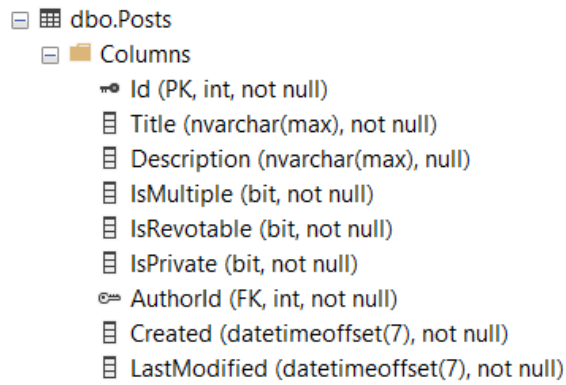 dbo.Posts
Columns
Id (PK, int, not null)
Title (nvarchar(max), not null)
Description (nvarchar(max), null)
IsMultiple (bit, not null)
IsRevotable (bit, not null)
IsPrivate (bit, not null)
AuthorId (FK, int, not null)
Created (datetimeoffset(7), not null)
LastModified (datetimeoffset(7), not null)